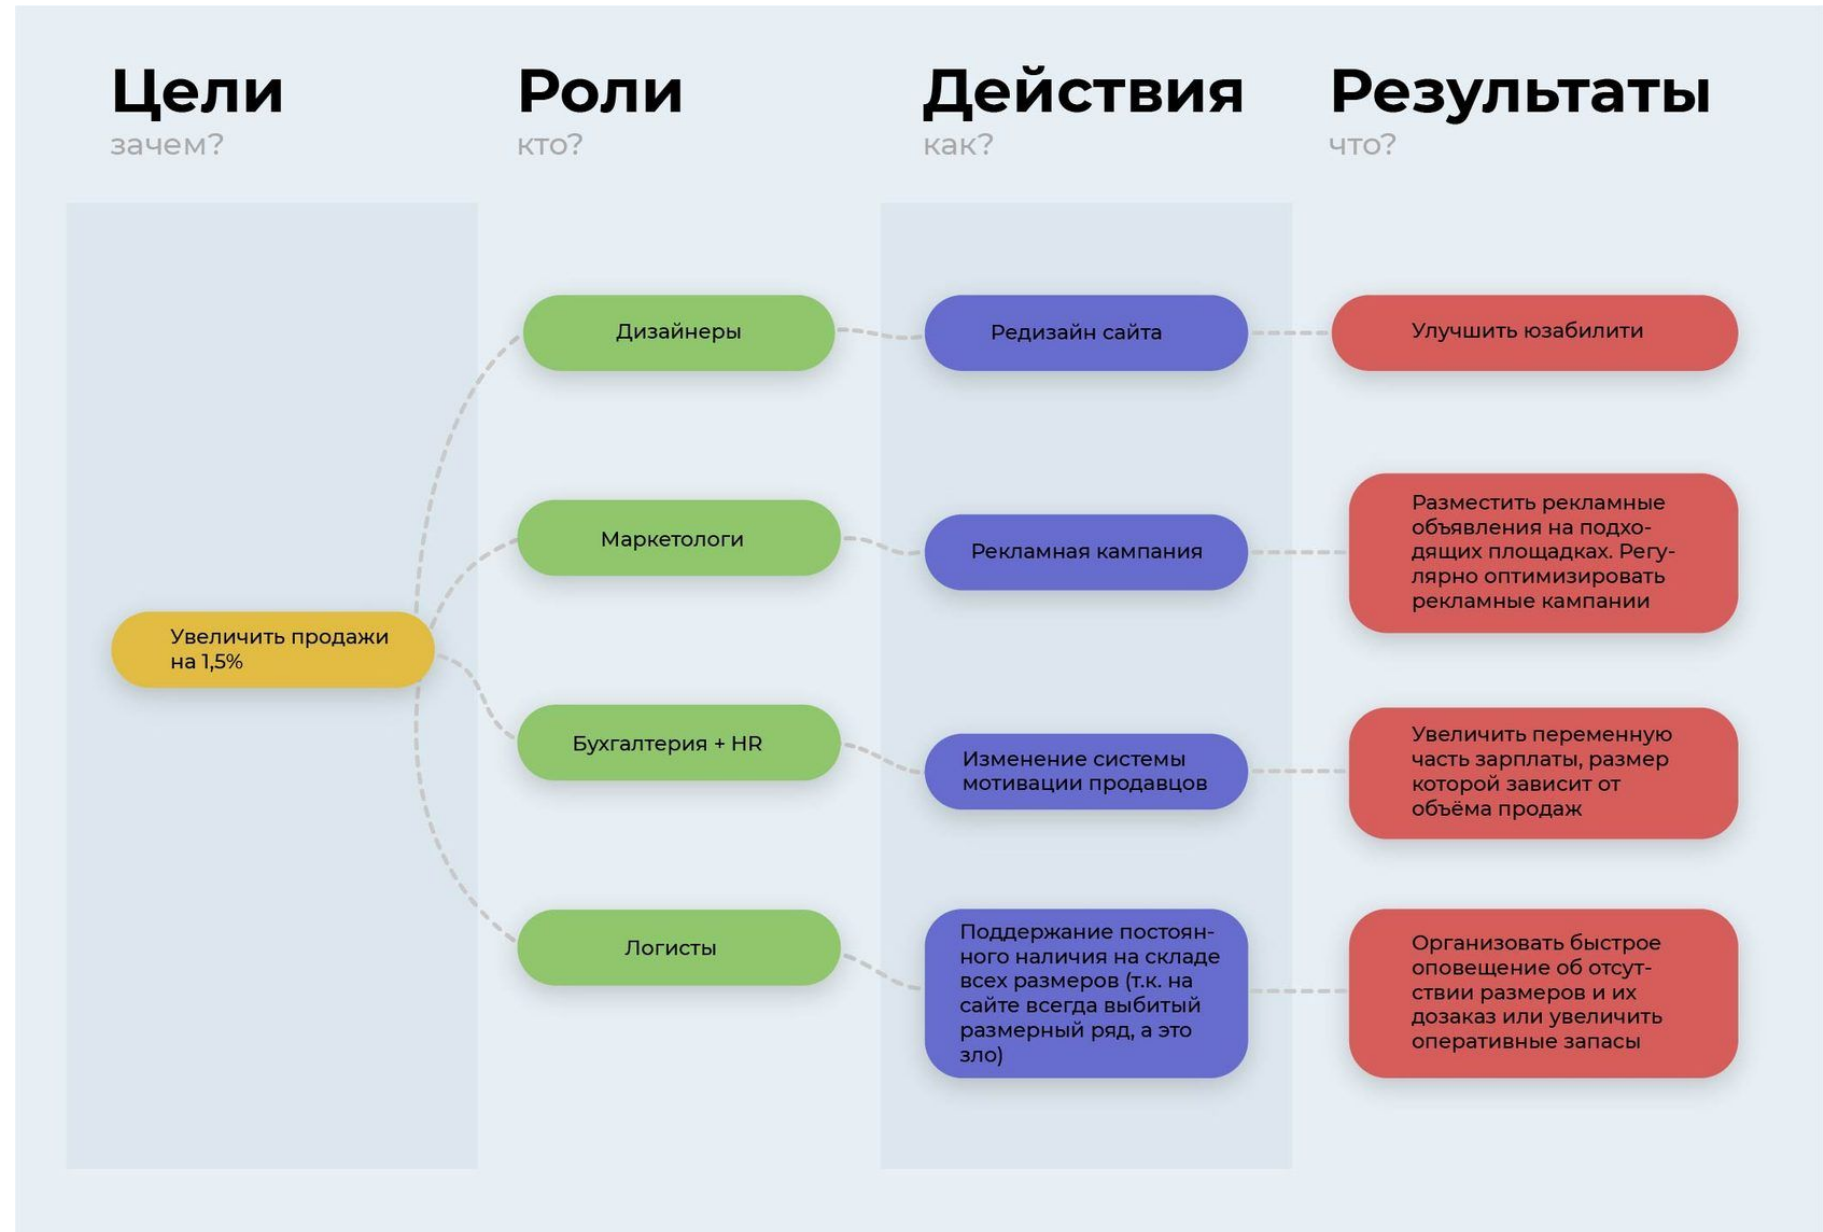 Цели
зачем?
Роли
кто?
Действия
как?
Результаты
что?
Увеличить продажи
на 1,5%
Дизайнеры
Редизайн сайта
Улучшить юзабилити
Маркетологи
Рекламная кампания
Разместить рекламные
объявления на подхо-
дящих площадках. Регу-
лярно оптимизировать
рекламные кампании
Бухгалтерия + HR
Изменение системы
мотивации продавцов
Увеличить переменную
часть зарплаты, размер
которой зависит от
объёма продаж
Логисты
Поддержание постоян-
ного наличия на складе
всех размеров (т.к. на
сайте всегда выбитый
размерный ряд, а это
зло)
Организовать быстрое
оповещение об отсут-
ствии размеров и их
дозаказ или увеличить
оперативные запасы